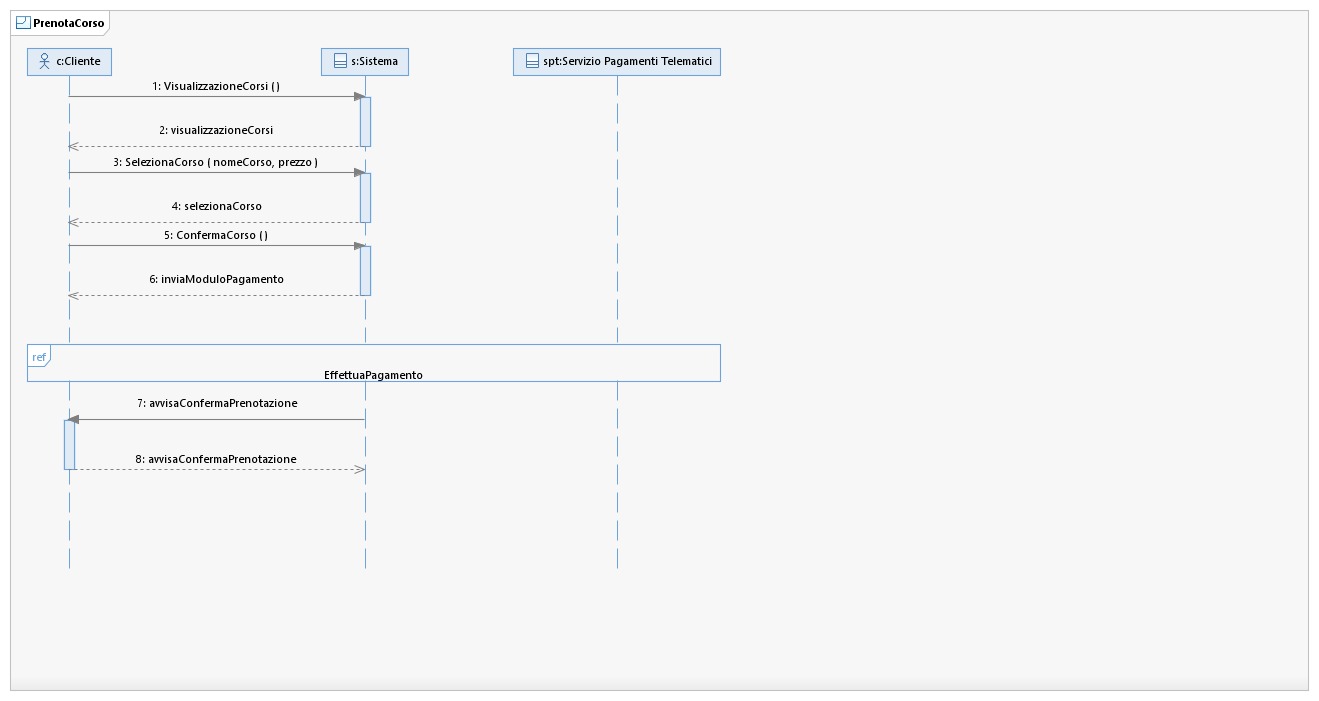 PrenotaCorso
c:Cliente
s:Sistema
spt:Servizio Pagamenti Telematici
1: VisualizzazioneCorsi ( )
2: visualizzazioneCorsi
3: SelezionaCorso ( nomeCorso, prezzo )
4: selezionaCorso
5: ConfermaCorso ( )
6: inviaModuloPagamento
ref
EffettuaPagamento
7: avvisaConfermaPrenotazione
8: avvisaConfermaPrenotazione